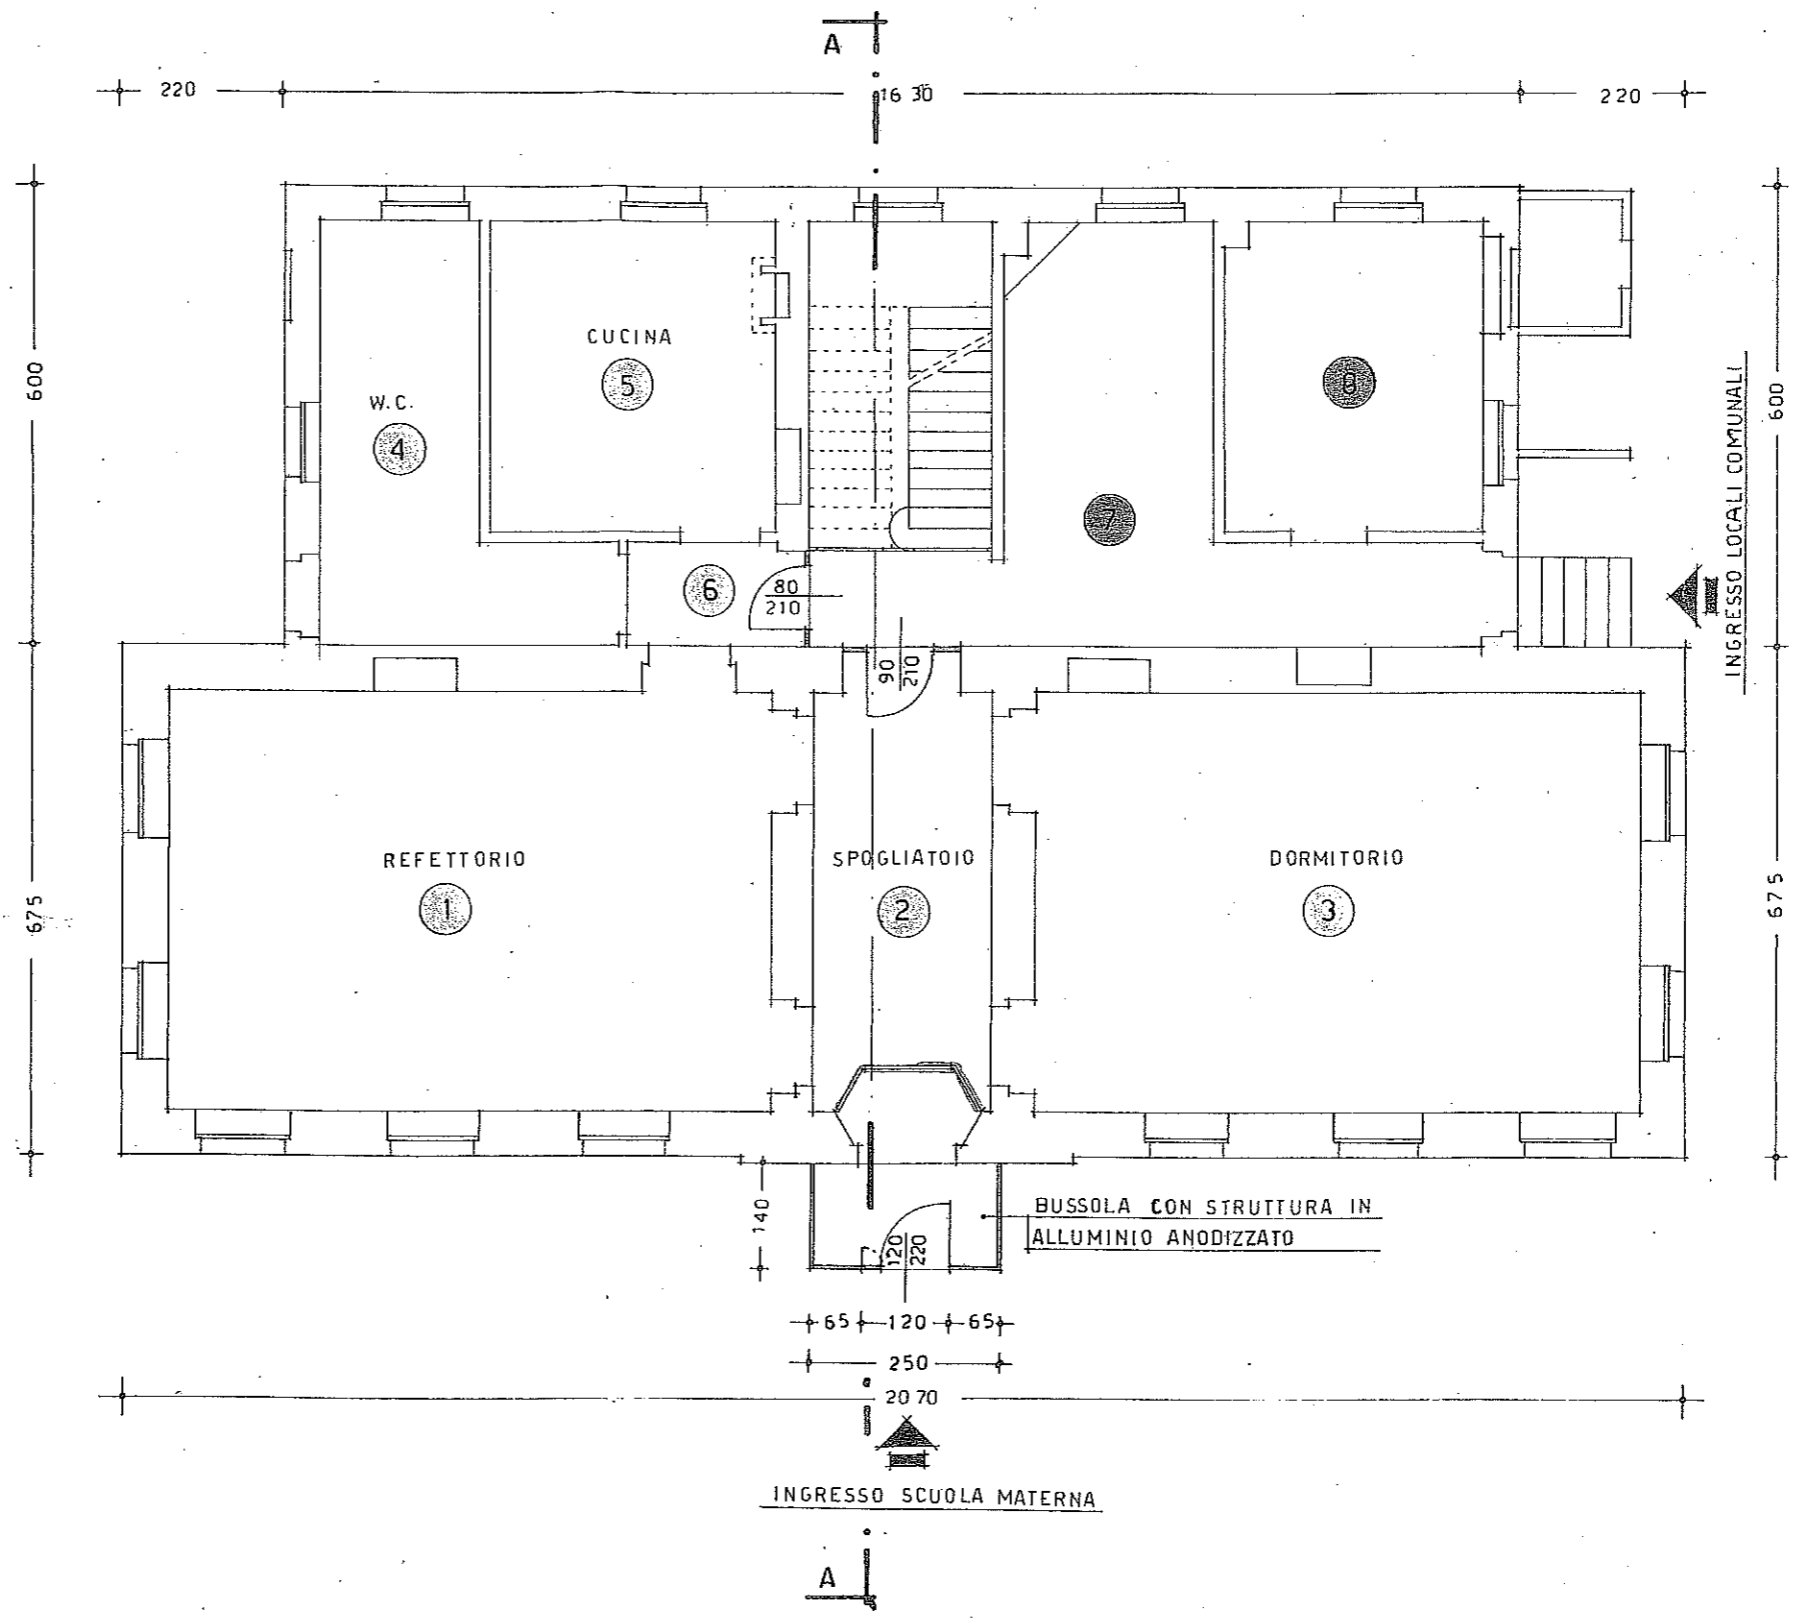 A
220
16 30
220
600
600
CUCINA
5
W.C.
4
8
7
6
80
210
90
210
INGRESSO LOCALI COMUNALI
675
675
REFETTORIO
1
SPOGLIATOIO
2
DORMITORIO
3
140
120
220
BUSSOLA CON STRUTTURA IN
ALLUMINIO ANODIZZATO
65
120
65
250
20 70
INGRESSO SCUOLA MATERNA
A